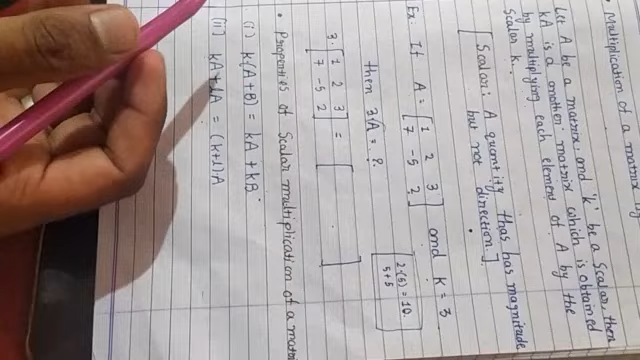 • Multiplication of a matrix by
Let A be a matrix and 'k' be a Scalar, then
kA is a another matrix which is obtained
by multiplying each element of A by the
Scalar k.
[Scalar: A quantity thas has magnitude
but not direction.]
Ex: If A = [1 2 3
7 -5 2] and K = 3
then 3A = ?
2·(5) = 10.
5+5
3. [1 2 3
7 -5 2] = [ ]
• Properties of Scalar multiplication of a matri
(i) k(A+B) = kA + kB.
(ii) kA + lA = (k+l)A